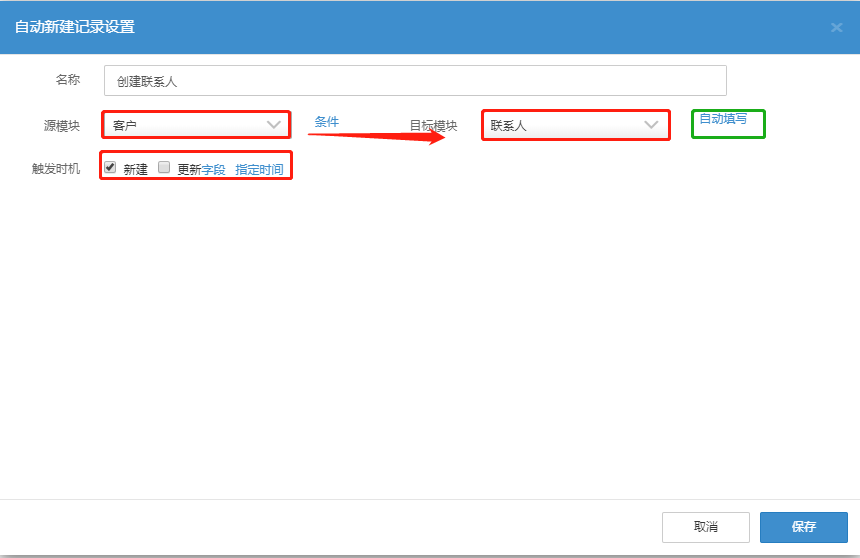 自动新建记录设置
名称 创建联系人
源模块 客户 条件 目标模块 联系人 自动填写
触发时机 新建 更新字段 指定时间
取消 保存